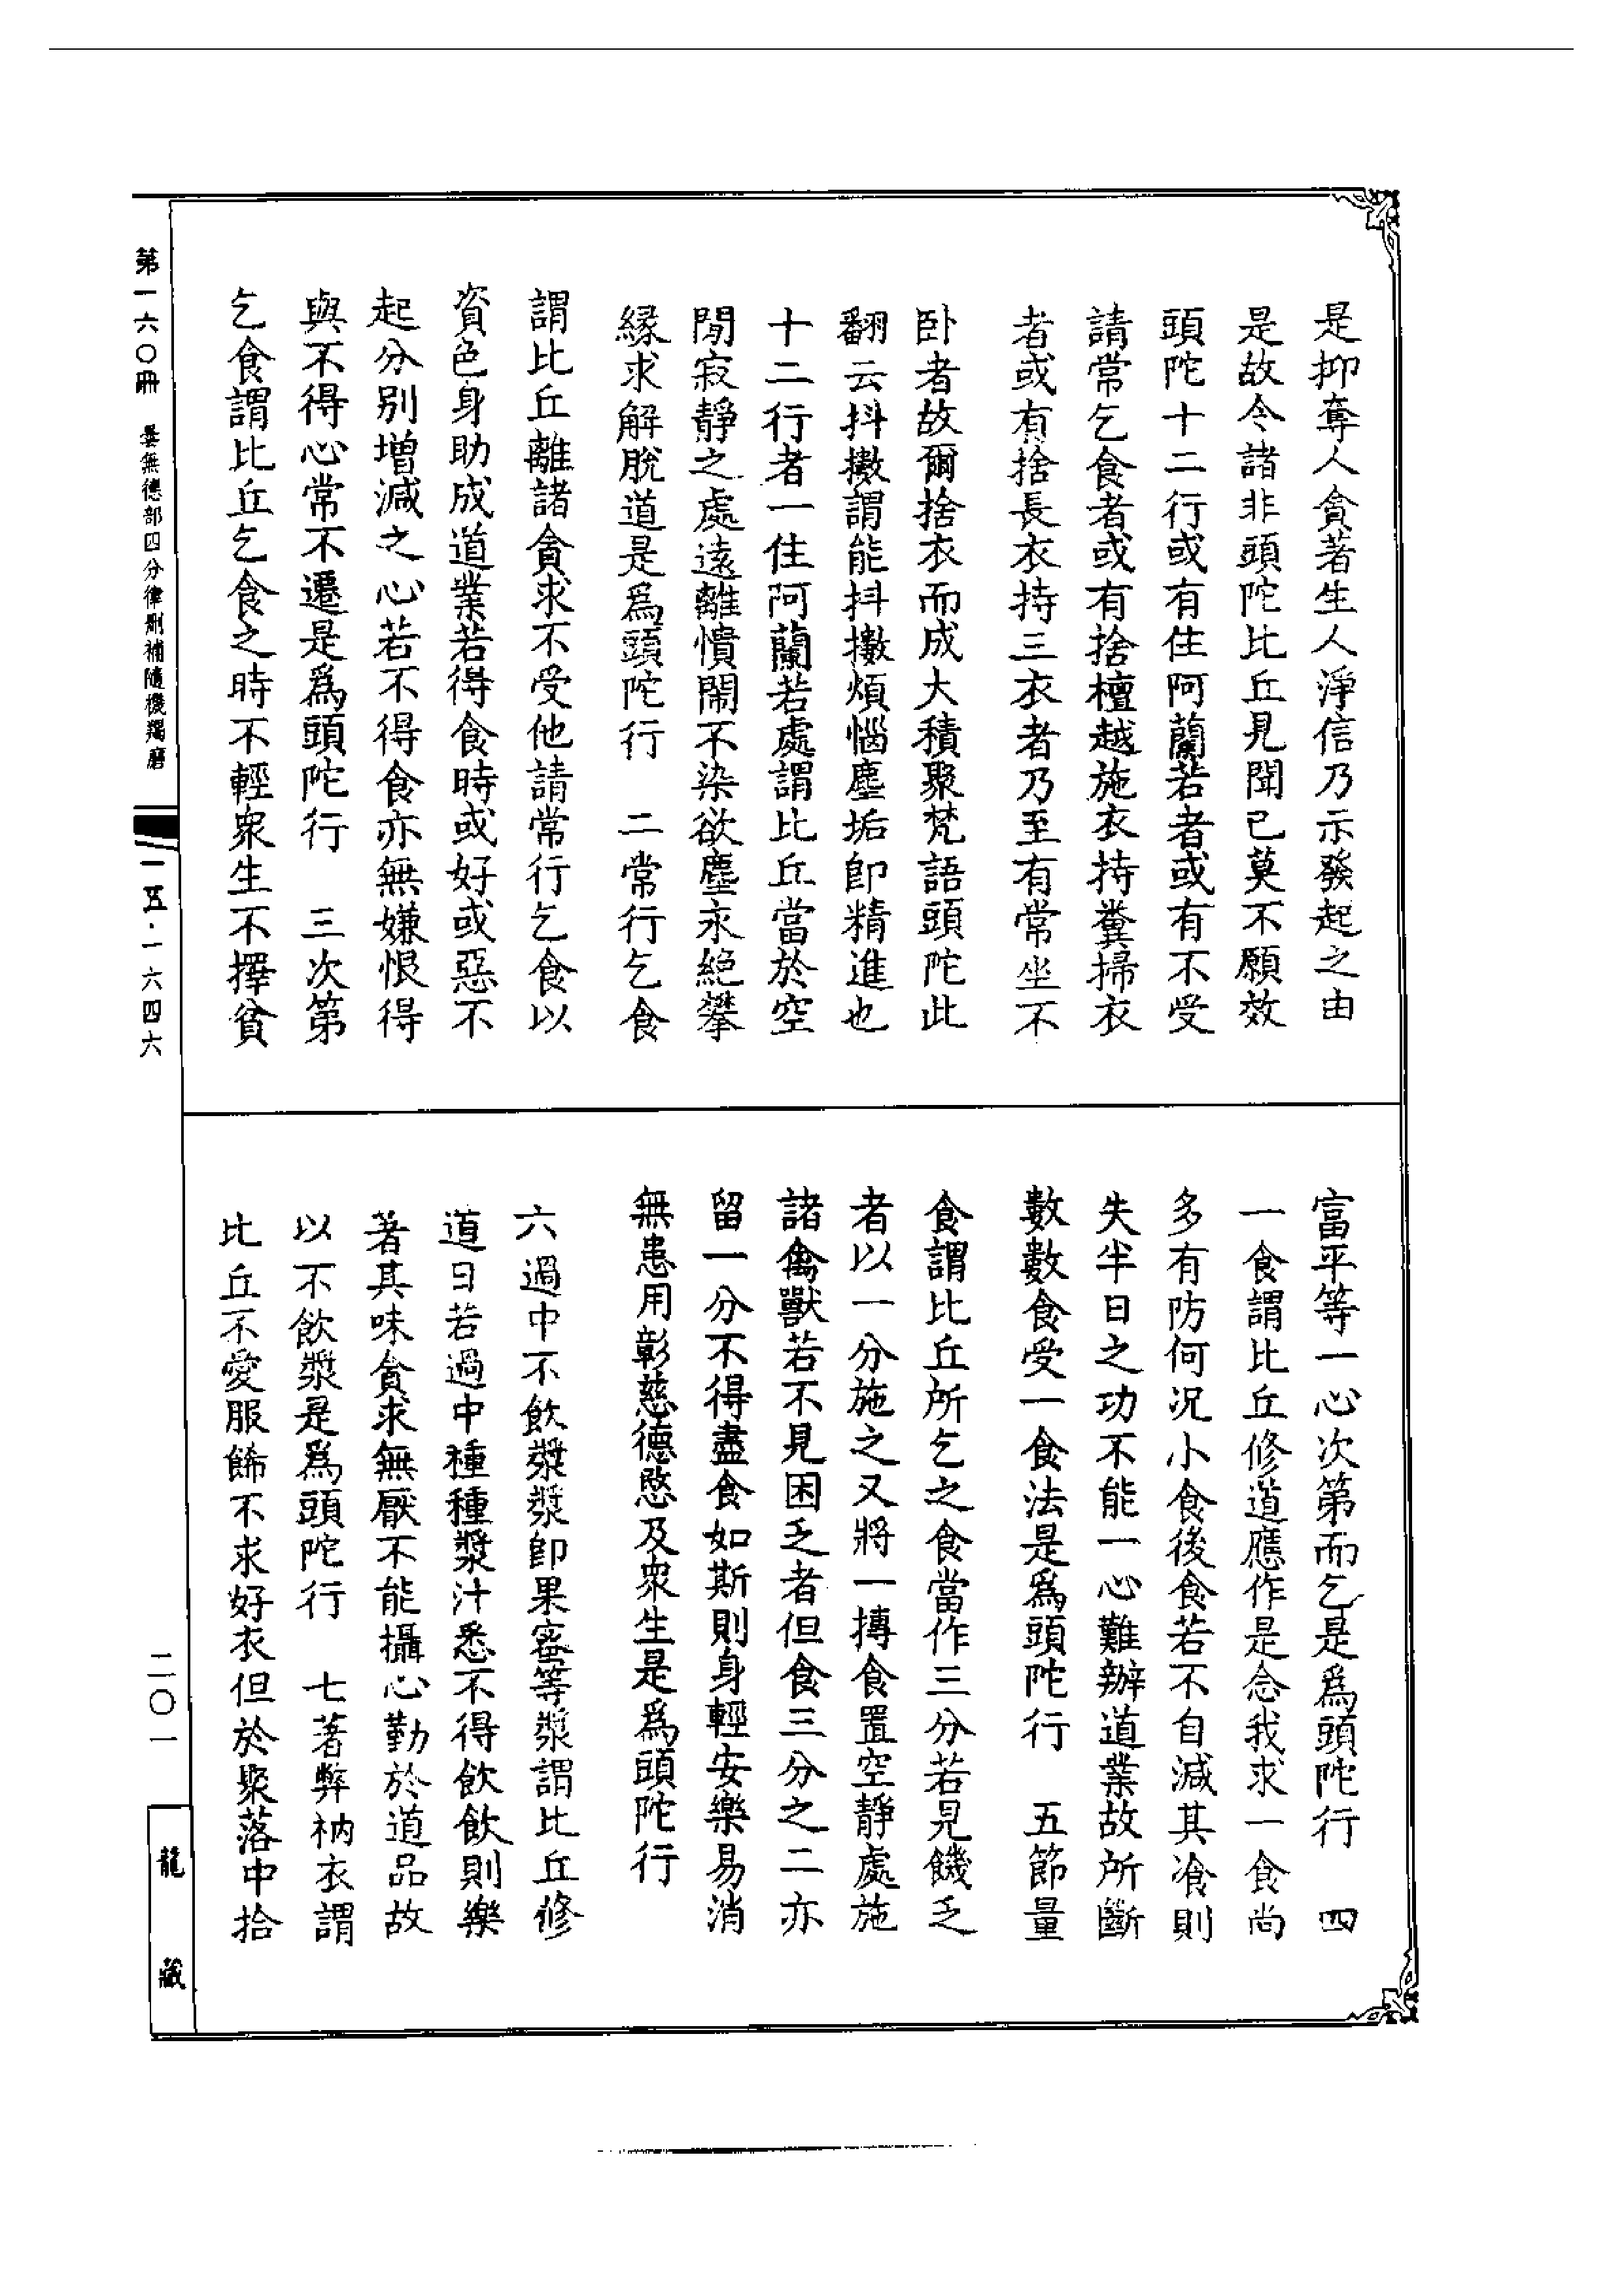 是抑奪人貪著生人淨信乃示發起之由
是故令諸非頭陀比丘見聞已莫不願效
頭陀十二行或有住阿蘭若者或有不受
請常乞食者或有捨檀越施衣持糞掃衣
者或有捨長衣持三衣者乃至有常坐不
臥者故爾捨衣而成大積聚梵語頭陀此
翻云抖擻謂能抖擻煩惱塵垢卽精進也
十二行者一住阿蘭若處謂比丘當於空
閒寂靜之處遠離憒鬧不染欲塵永絕攀
緣求解脫道是爲頭陀行　二常行乞食
謂比丘離諸貪求不受他請常行乞食以
資色身助成道業若得食時或好或惡不
起分別增減之心若不得食亦無嫌恨得
與不得心常不遷是爲頭陀行　三次第
乞食謂比丘乞食之時不輕衆生不擇貧
富平等一心次第而乞是爲頭陀行　四
一食謂比丘修道應作是念我求一食尚
多有防何況小食後食若不自減其飡則
失半日之功不能一心難辦道業故所斷
數數食受一食法是爲頭陀行　五節量
食謂比丘所乞之食當作三分若見饑乏
者以一分施之又將一摶食置空靜處施
諸禽獸若不見困乏者但食三分之二亦
留一分不得盡食如斯則身輕安樂易消
無患用彰慈德愍及衆生是爲頭陀行
六過中不飲漿漿卽果蜜等漿謂比丘修
道日若過中種種漿汁悉不得飲飲則樂
著其味貪求無厭不能攝心勤於道品故
以不飲漿是爲頭陀行　七著弊衲衣謂
比丘不愛服飾不求好衣但於聚落中拾
第一六〇冊　曇無德部四分律刪補隨機羯磨
一五·一六四六
二〇一
龍藏